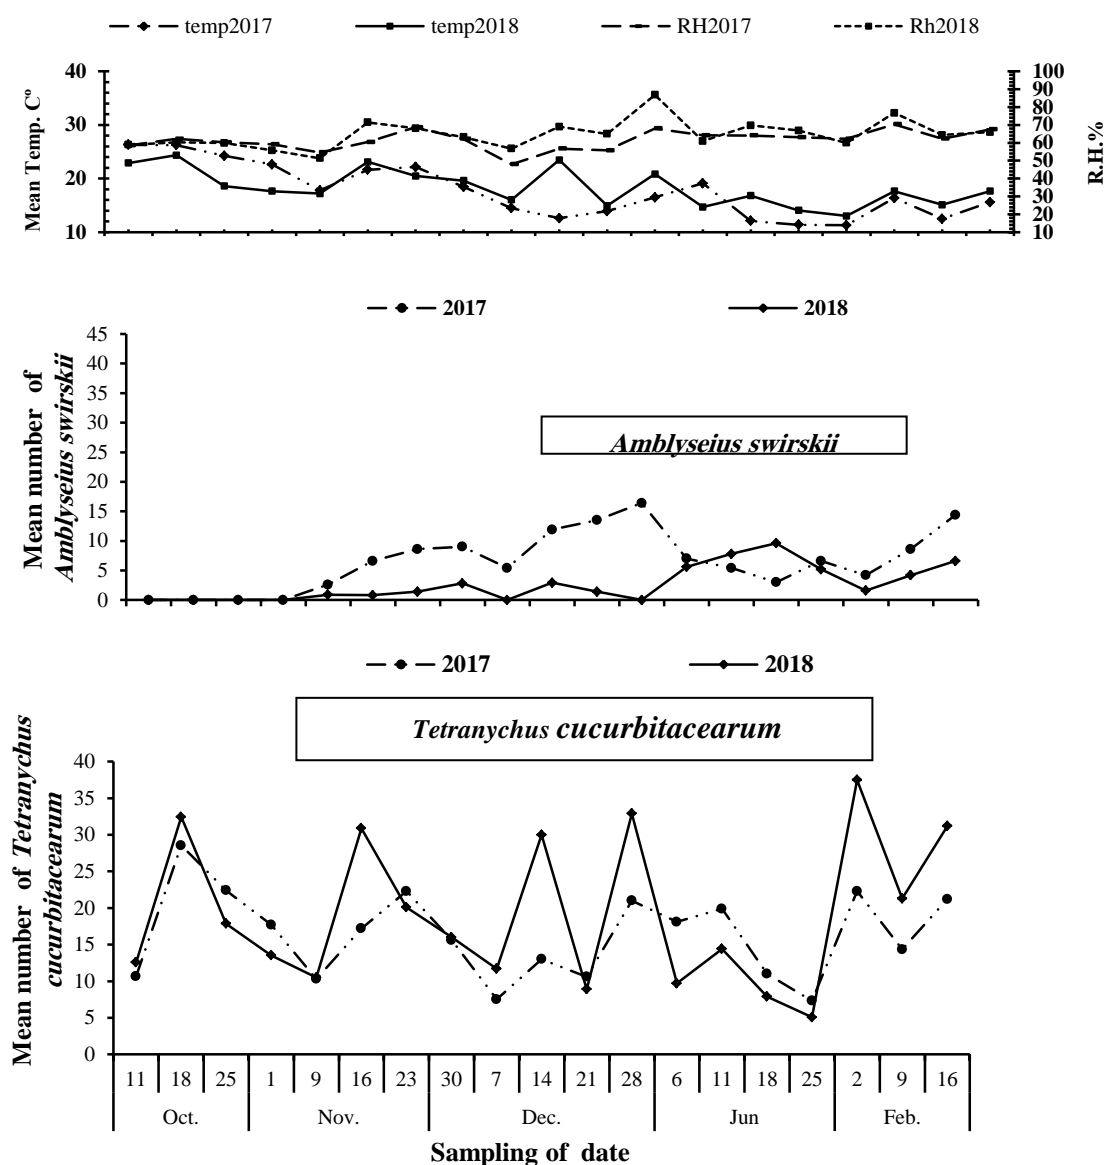 temp2017 temp2018 RH2017 Rh2018
Mean Temp. Cº
40
30
20
10
100
90
80
70
60
50
40
30
20
10
R.H.%
2017 2018
Mean number of
Amblyseius swirskii
45
40
35
30
25
20
15
10
5
0
Amblyseius swirskii
2017 2018
Tetranychus cucurbitacearum
Mean number of Tetranychus
cucurbitacearum
40
35
30
25
20
15
10
5
0
11 18 25 1 9 16 23 30 7 14 21 28 6 11 18 25 2 9 16
Oct. Nov. Dec. Jun Feb.
Sampling of date